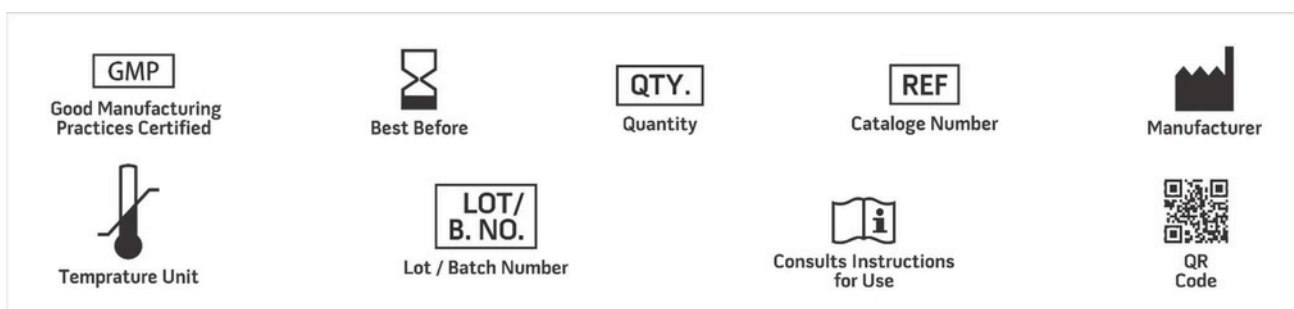 GMP
Good Manufacturing
Practices Certified
Best Before
QTY.
Quantity
REF
Cataloge Number
Manufacturer
Temprature Unit
LOT/
B. NO.
Lot / Batch Number
i
Consults Instructions
for Use
QR
Code